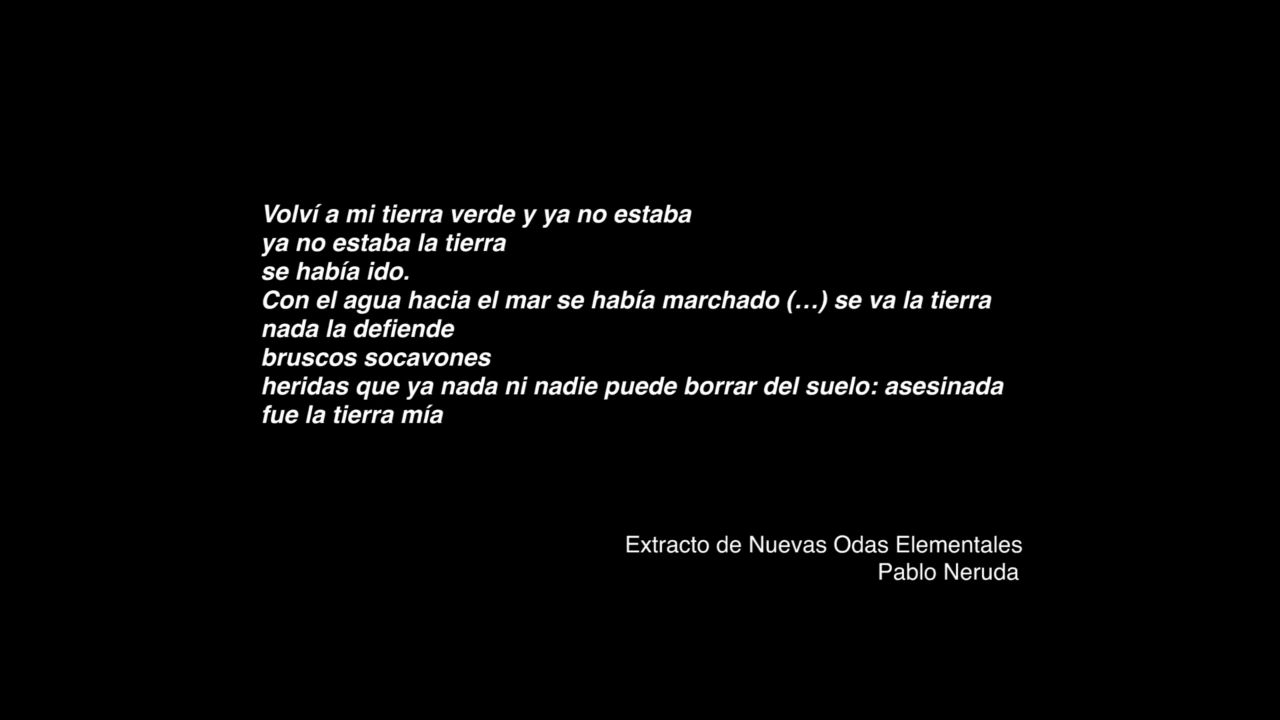 Volví a mi tierra verde y ya no estaba
ya no estaba la tierra
se había ido.
Con el agua hacia el mar se había marchado (...) se va la tierra
nada la defiende
bruscos socavones
heridas que ya nada ni nadie puede borrar del suelo: asesinada
fue la tierra mía
Extracto de Nuevas Odas Elementales
Pablo Neruda